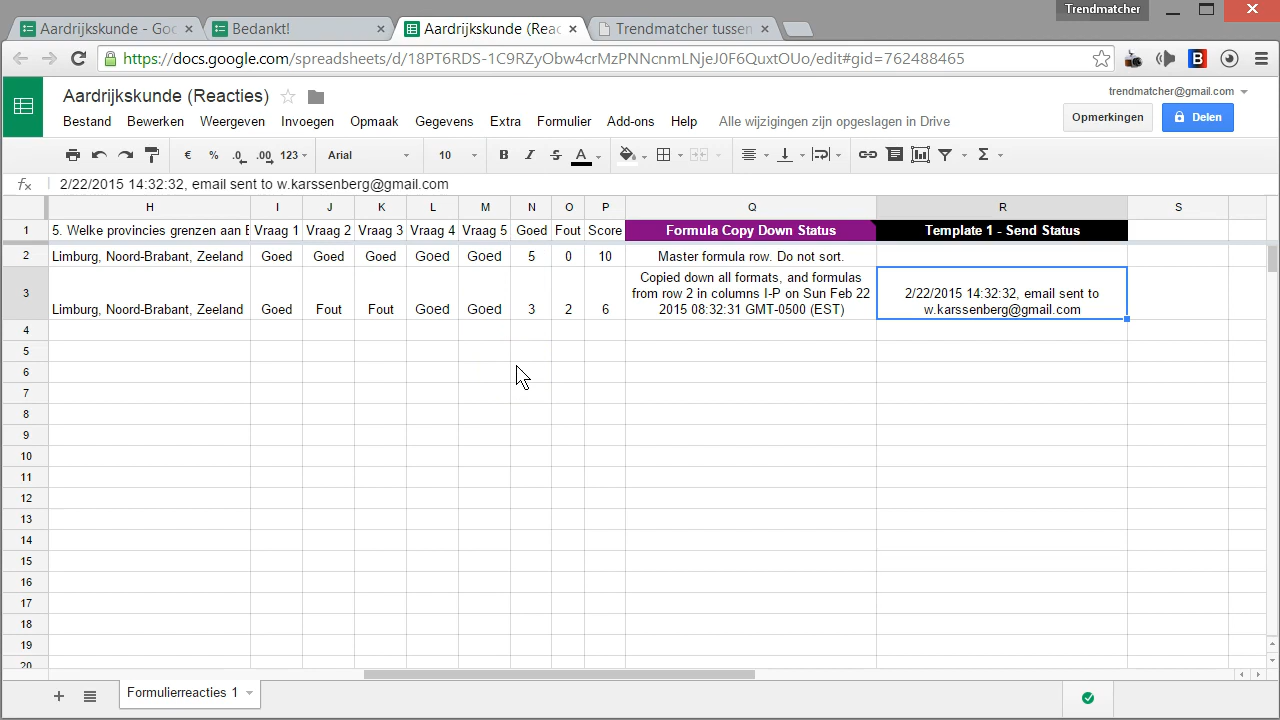 Trendmatcher
Aardrijkskunde - Goe
Bedankt!
Aardrijkskunde (Reac
Trendmatcher tussen
https://docs.google.com/spreadsheets/d/18PT6RDS-1C9RZyObw4crMzPNNcnmLNjeJ0F6QuxtOUo/edit#gid=762488465
Aardrijkskunde (Reacties)
trendmatcher@gmail.com
Bestand Bewerken Weergeven Invoegen Opmaak Gegevens Extra Formulier Add-ons Help Alle wijzigingen zijn opgeslagen in Drive
Opmerkingen
Delen
€ % .0 .00 123 Arial 10 B I S A Σ
fx 2/22/2015 14:32:32, email sent to w.karssenberg@gmail.com
H I J K L M N O P Q R S
1 5. Welke provincies grenzen aan B Vraag 1 Vraag 2 Vraag 3 Vraag 4 Vraag 5 Goed Fout Score Formula Copy Down Status Template 1 - Send Status
2 Limburg, Noord-Brabant, Zeeland Goed Goed Goed Goed Goed 5 0 10 Master formula row. Do not sort.
Copied down all formats, and formulas
from row 2 in columns I-P on Sun Feb 22
2015 08:32:31 GMT-0500 (EST)
3 Limburg, Noord-Brabant, Zeeland Goed Fout Fout Goed Goed 3 2 6
2/22/2015 14:32:32, email sent to
w.karssenberg@gmail.com
4
5
6
7
8
9
10
11
12
13
14
15
16
17
18
19
20
Formulierreacties 1